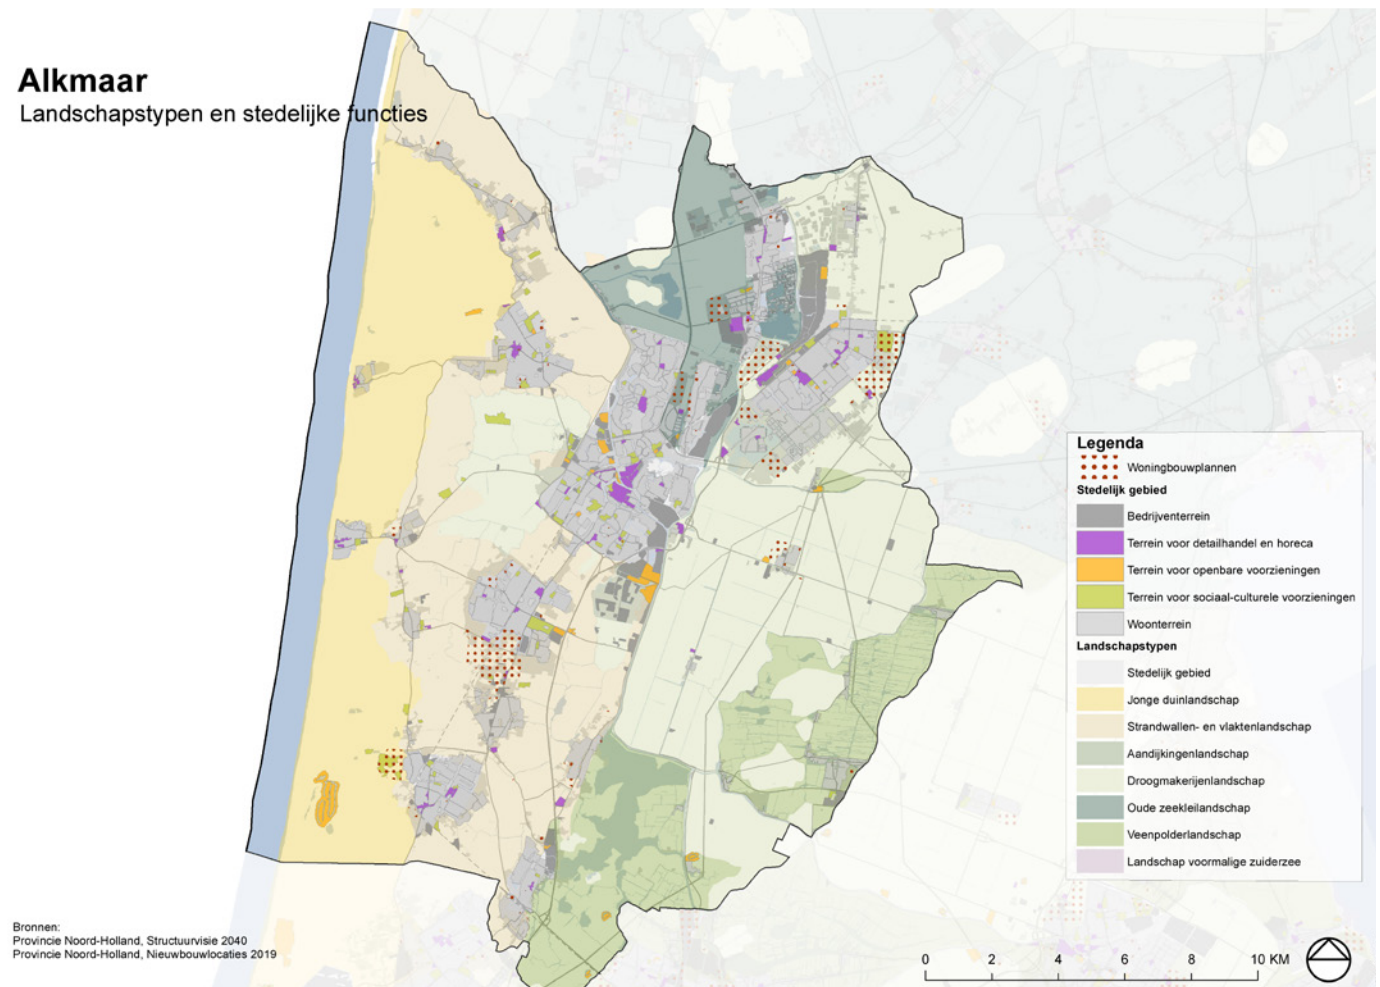 Alkmaar
Landschapstypen en stedelijke functies
Legenda
Woningbouwplannen
Stedelijk gebied
Bedrijventerrein
Terrein voor detailhandel en horeca
Terrein voor openbare voorzieningen
Terrein voor sociaal-culturele voorzieningen
Woonterrein
Landschapstypen
Stedelijk gebied
Jonge duinlandschap
Strandwallen- en vlaktenlandschap
Aandijkingenlandschap
Droogmakerijenlandschap
Oude zeekleilandschap
Veenpolderlandschap
Landschap voormalige zuiderzee
Bronnen:
Provincie Noord-Holland, Structuurvisie 2040
Provincie Noord-Holland, Nieuwbouwlocaties 2019
0 2 4 6 8 10 KM